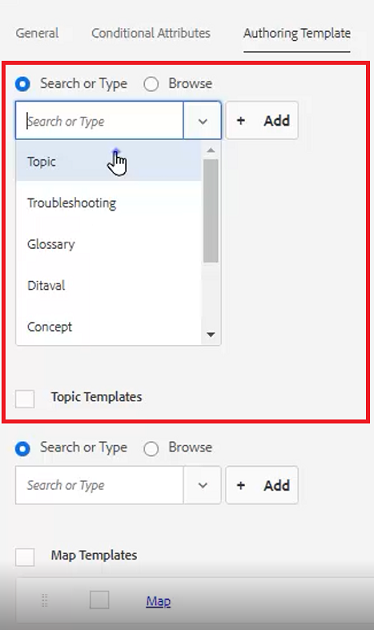 General Conditional Attributes Authoring Template
Search or Type Browse
Search or Type + Add
Topic
Troubleshooting
Glossary
Ditaval
Concept
Topic Templates
Search or Type Browse
Search or Type + Add
Map Templates
Map